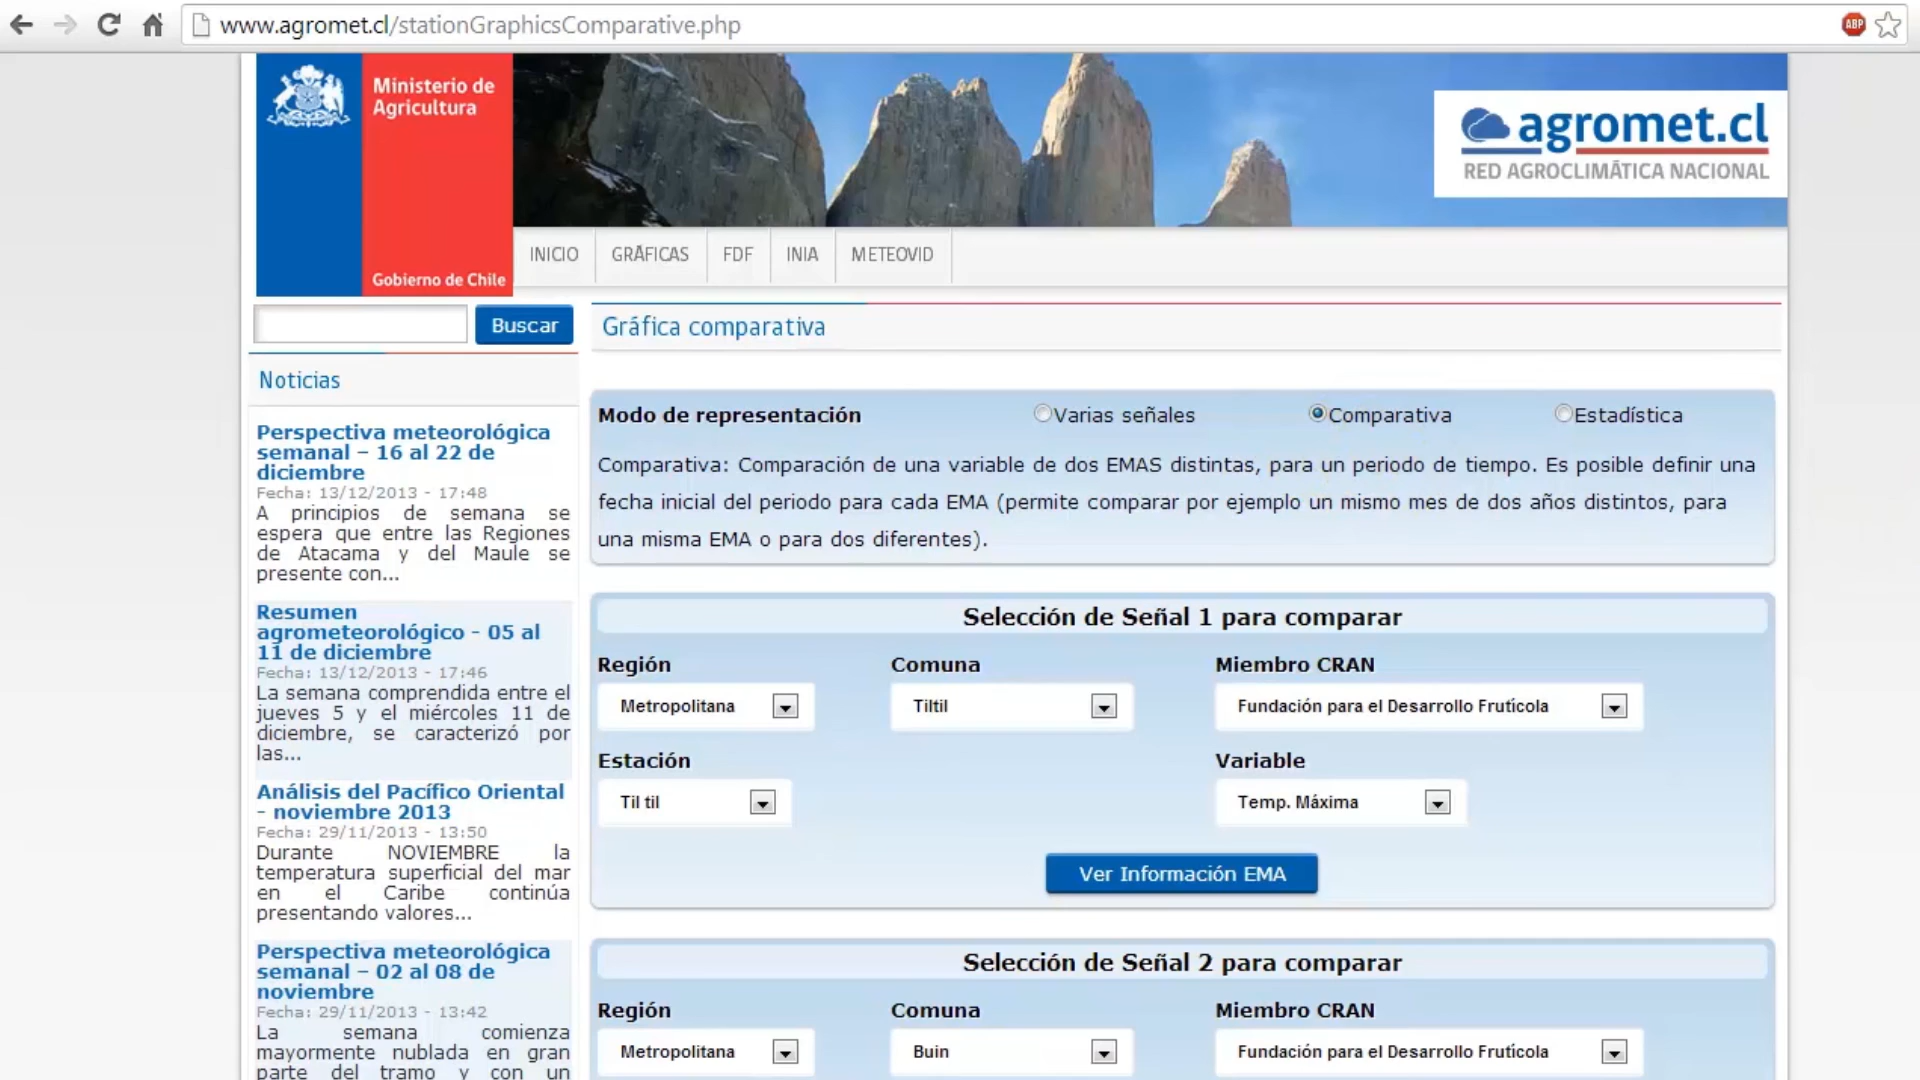 www.agromet.cl/stationGraphicsComparative.php
ABP
Ministerio de
Agricultura
Gobierno de Chile
agromet.cl
RED AGROCLIMÁTICA NACIONAL
INICIO
GRÁFICAS
FDF
INIA
METEOVID
Buscar
Noticias
Perspectiva meteorológica
semanal – 16 al 22 de
diciembre
Fecha: 13/12/2013 - 17:48
A principios de semana se
espera que entre las Regiones
de Atacama y del Maule se
presente con...
Resumen
agrometeorológico - 05 al
11 de diciembre
Fecha: 13/12/2013 - 17:46
La semana comprendida entre el
jueves 5 y el miércoles 11 de
diciembre, se caracterizó por
las...
Análisis del Pacífico Oriental
- noviembre 2013
Fecha: 29/11/2013 - 13:50
Durante NOVIEMBRE la
temperatura superficial del mar
en el Caribe continúa
presentando valores...
Perspectiva meteorológica
semanal – 02 al 08 de
noviembre
Fecha: 29/11/2013 - 13:42
La semana comienza
mayormente nublada en gran
parte del tramo y con un
Gráfica comparativa
Modo de representación
Varias señales
Comparativa
Estadística
Comparativa: Comparación de una variable de dos EMAS distintas, para un periodo de tiempo. Es posible definir una
fecha inicial del periodo para cada EMA (permite comparar por ejemplo un mismo mes de dos años distintos, para
una misma EMA o para dos diferentes).
Selección de Señal 1 para comparar
Región
Comuna
Miembro CRAN
Metropolitana
Tiltil
Fundación para el Desarrollo Frutícola
Estación
Variable
Til til
Temp. Máxima
Ver Información EMA
Selección de Señal 2 para comparar
Región
Comuna
Miembro CRAN
Metropolitana
Buin
Fundación para el Desarrollo Frutícola